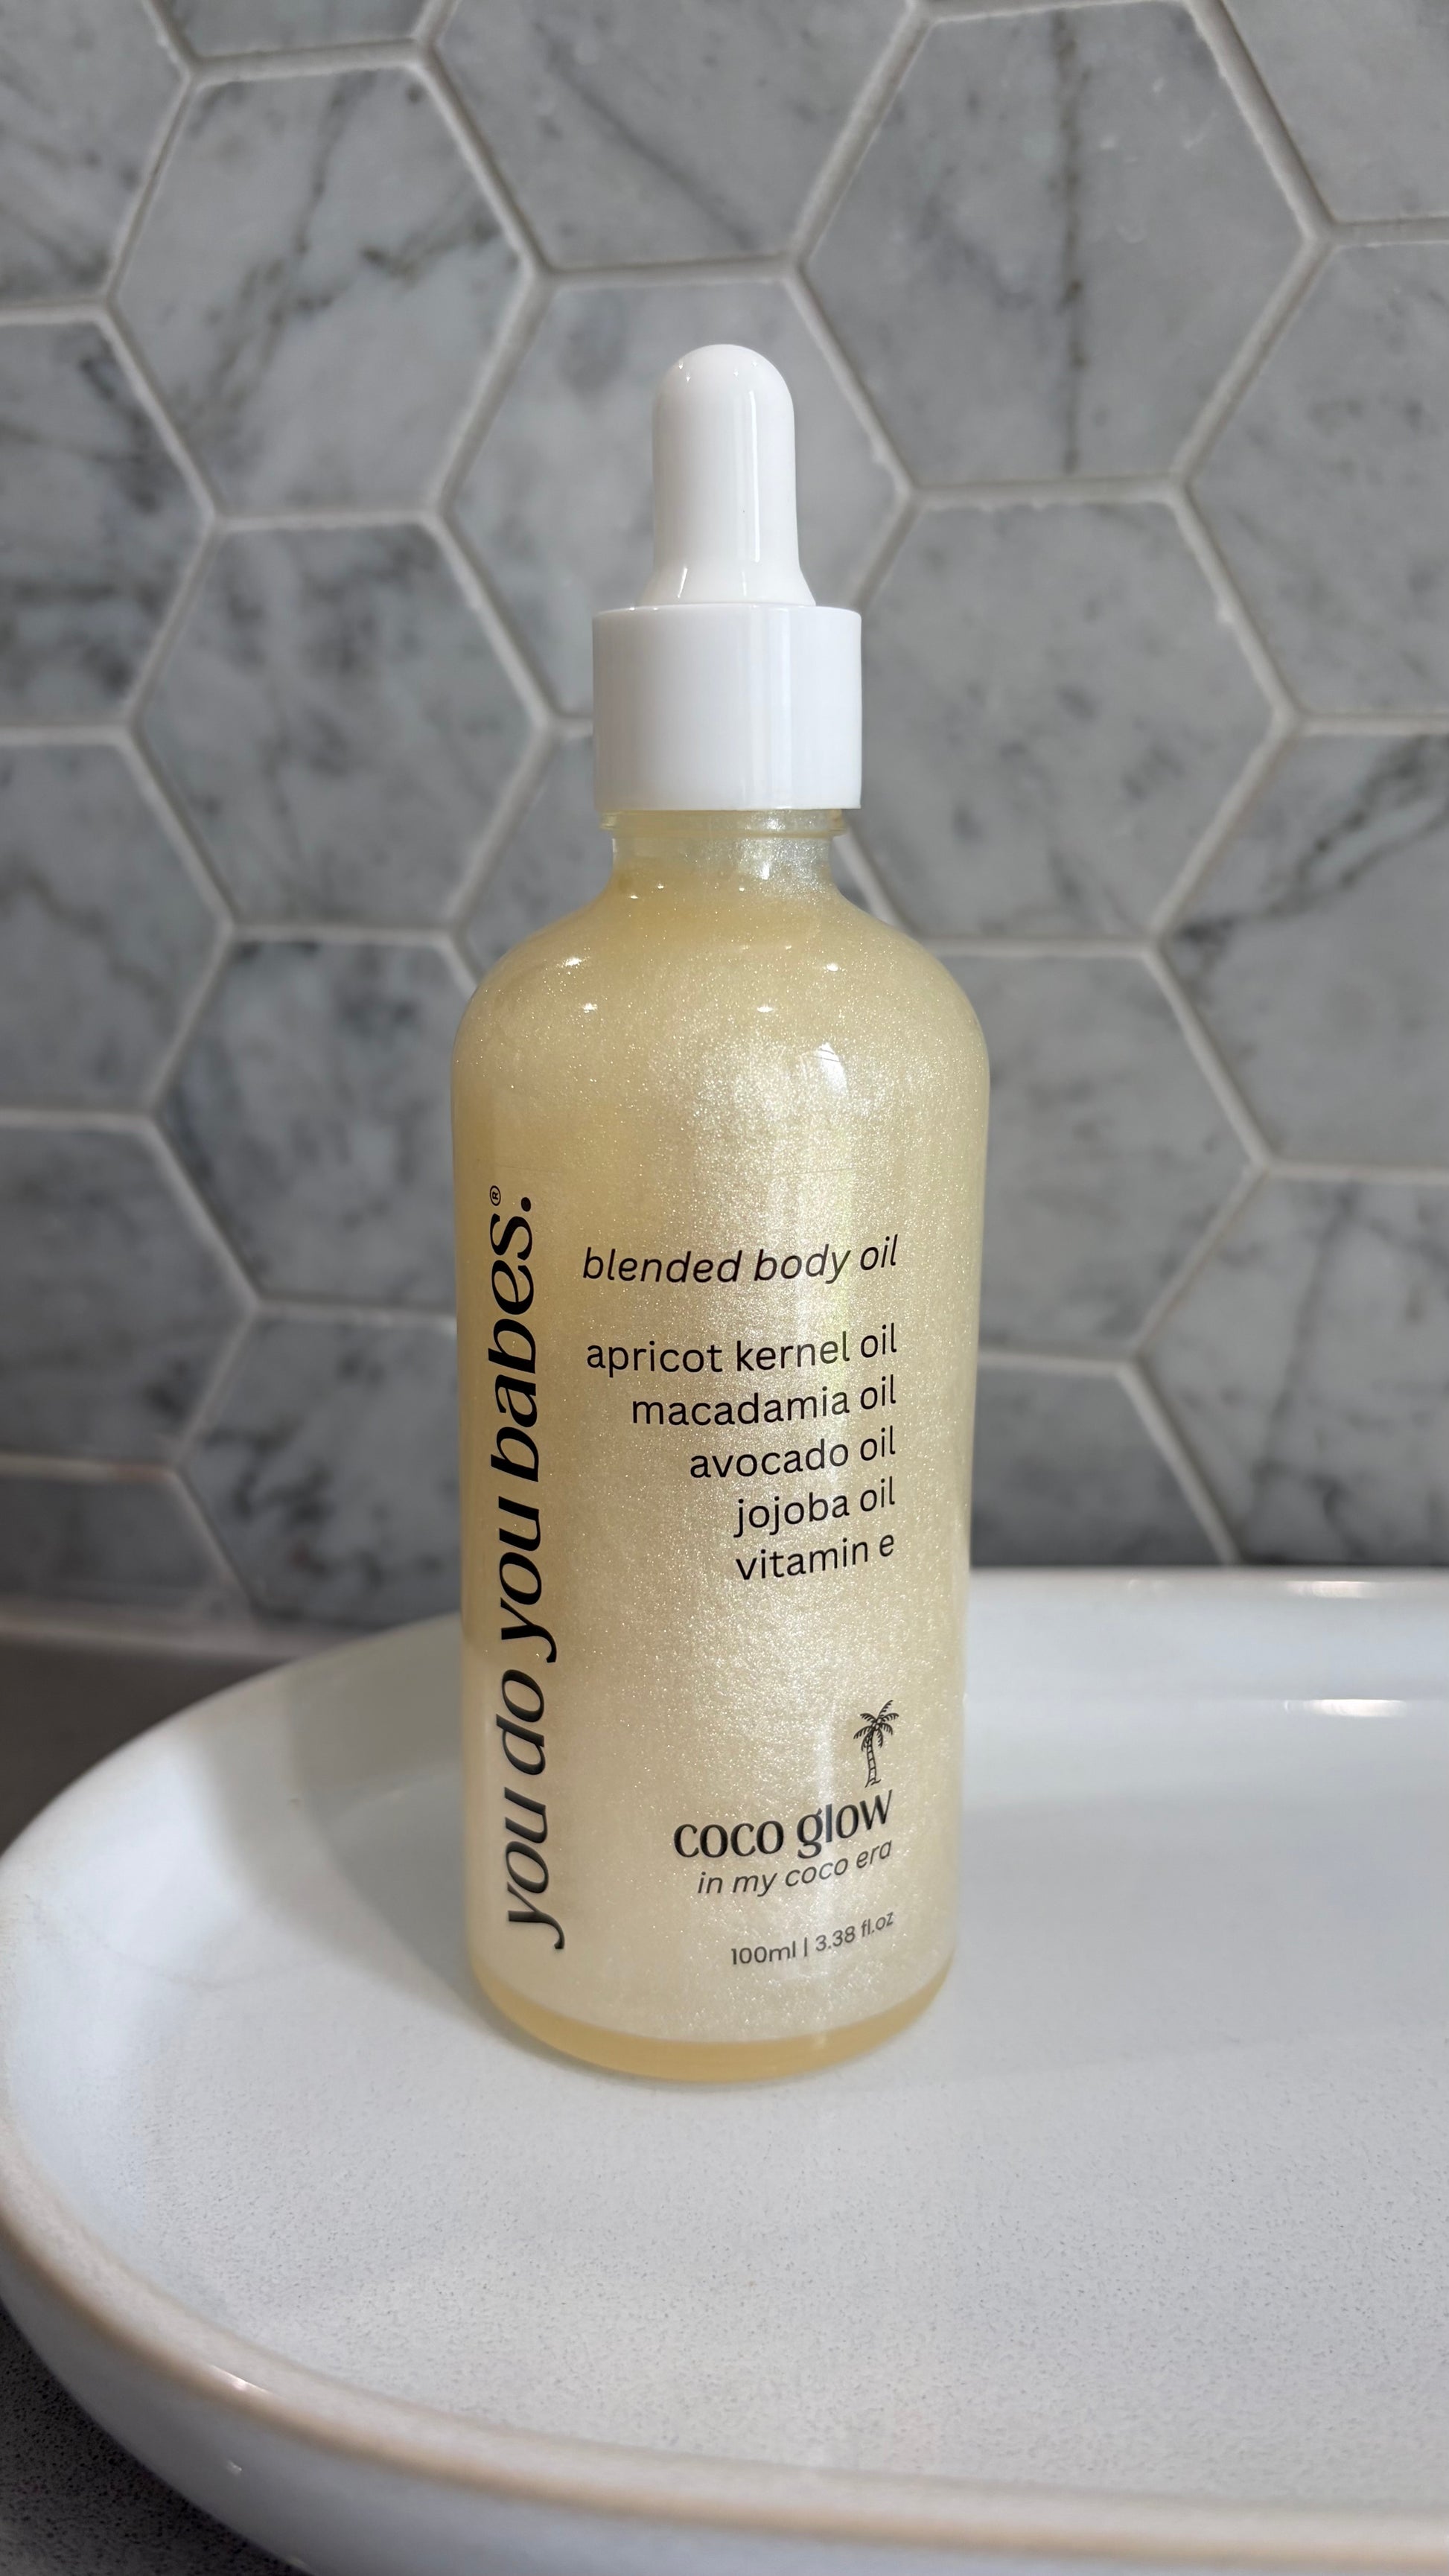 you do you babes.®
blended body oil
apricot kernel oil
macadamia oil
avocado oil
jojoba oil
vitamin e
coco glow
in my coco era
100ml | 3.38 fl.oz